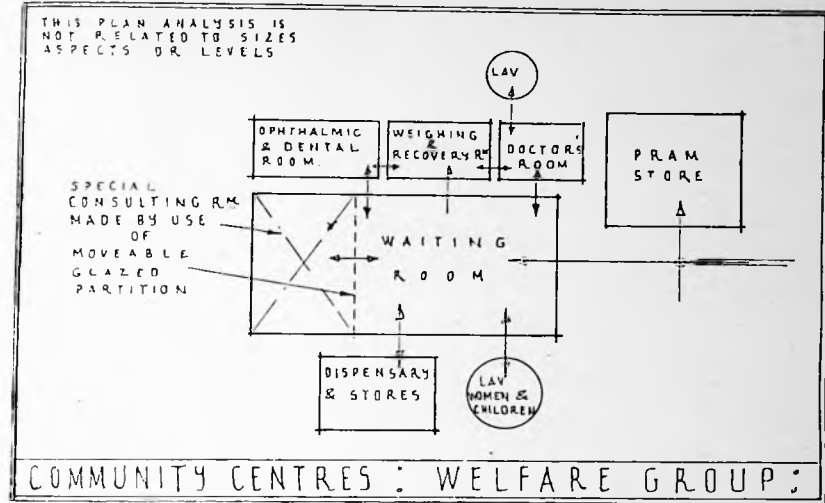 THIS PLAN ANALYSIS IS
NOT RELATED TO SIZES
ASPECTS OR LEVELS
LAV
OPHTHALMIC
& DENTAL
ROOM.
WEIGHING
&
RECOVERY RM
DOCTOR'S
ROOM
PRAM
STORE
SPECIAL
CONSULTING RM
MADE BY USE
OF
MOVEABLE
GLAZED
PARTITION
WAITING
ROOM
DISPENSARY
& STORES
LAV
WOMEN &
CHILDREN
COMMUNITY CENTRES : WELFARE GROUP :